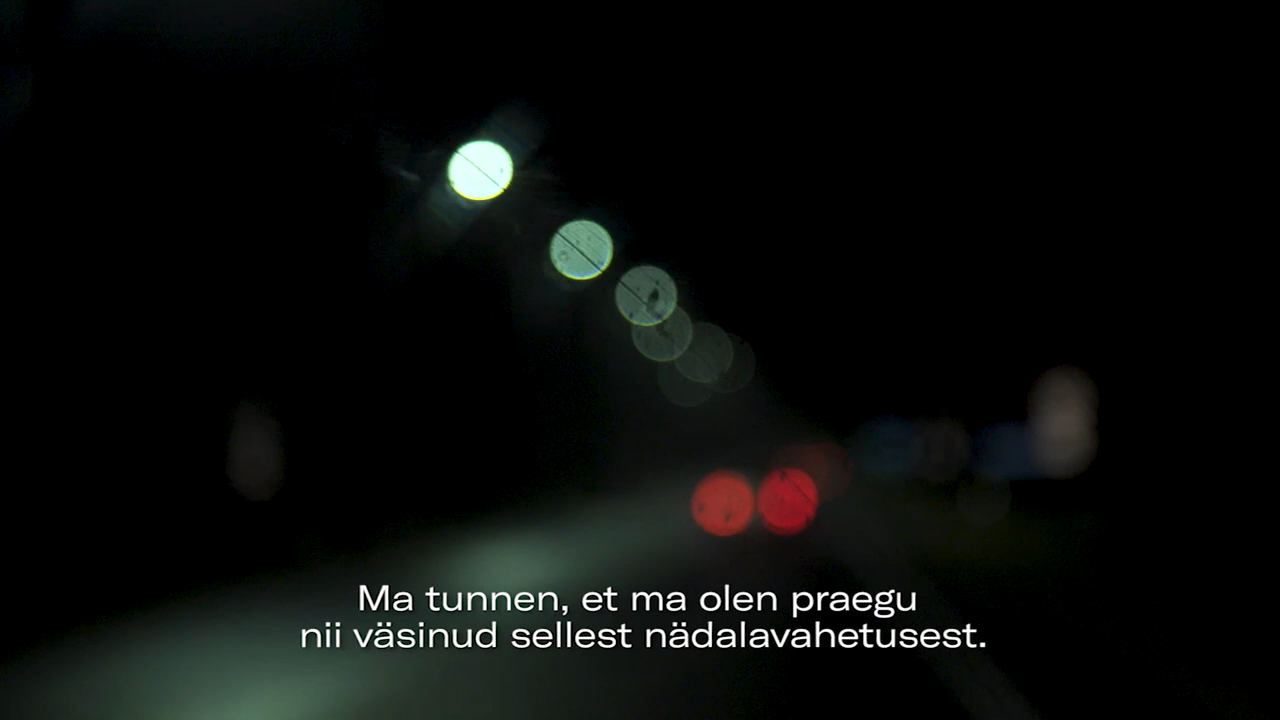 Ma tunnen, et ma olen praegu
nii väsinud sellest nädalavahetusest.